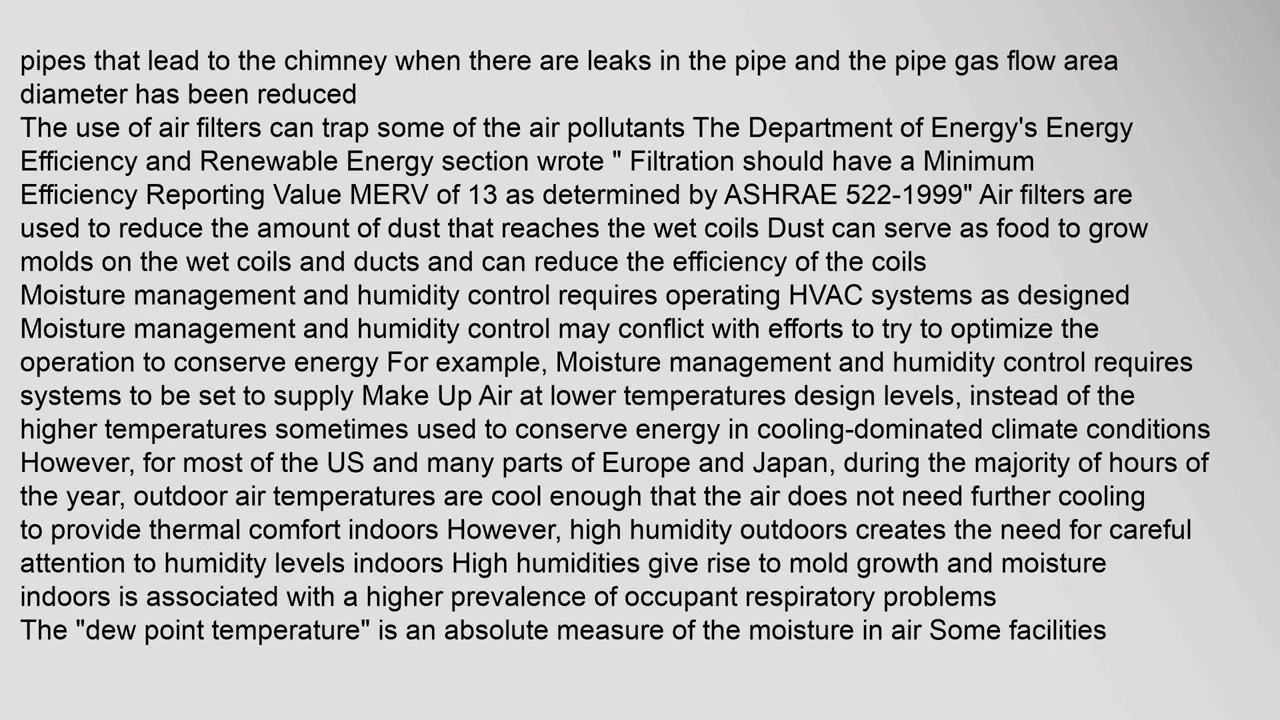 pipes that lead to the chimney when there are leaks in the pipe and the pipe gas flow area
diameter has been reduced
The use of air filters can trap some of the air pollutants The Department of Energy's Energy
Efficiency and Renewable Energy section wrote " Filtration should have a Minimum
Efficiency Reporting Value MERV of 13 as determined by ASHRAE 522-1999" Air filters are
used to reduce the amount of dust that reaches the wet coils Dust can serve as food to grow
molds on the wet coils and ducts and can reduce the efficiency of the coils
Moisture management and humidity control requires operating HVAC systems as designed
Moisture management and humidity control may conflict with efforts to try to optimize the
operation to conserve energy For example, Moisture management and humidity control requires
systems to be set to supply Make Up Air at lower temperatures design levels, instead of the
higher temperatures sometimes used to conserve energy in cooling-dominated climate conditions
However, for most of the US and many parts of Europe and Japan, during the majority of hours of
the year, outdoor air temperatures are cool enough that the air does not need further cooling
to provide thermal comfort indoors However, high humidity outdoors creates the need for careful
attention to humidity levels indoors High humidities give rise to mold growth and moisture
indoors is associated with a higher prevalence of occupant respiratory problems
The "dew point temperature" is an absolute measure of the moisture in air Some facilities